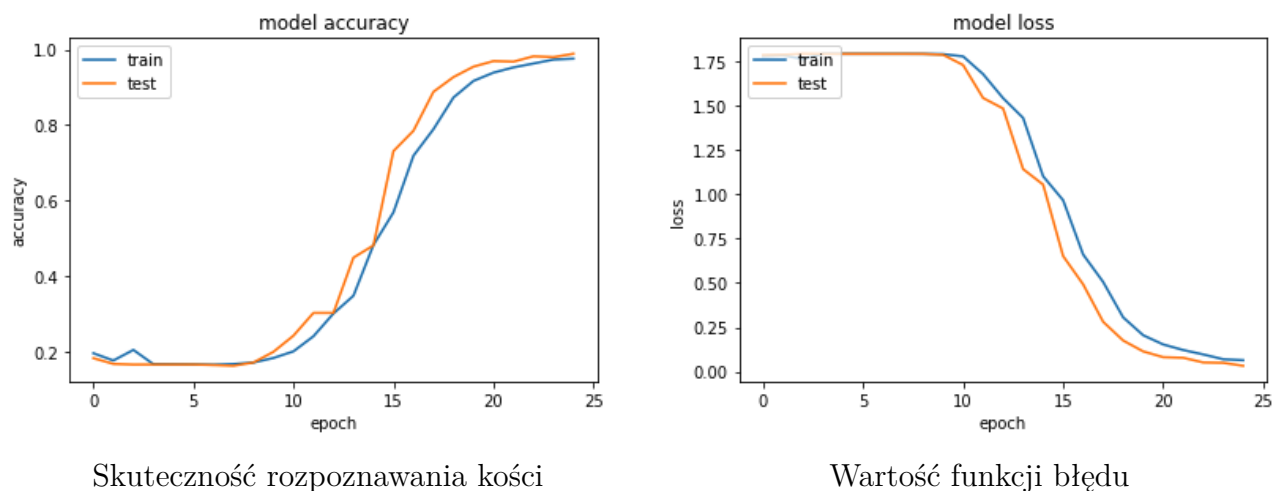 model accuracy
train
test
1.0
0.8
0.6
0.4
0.2
accuracy
0 5 10 15 20 25
epoch
Skuteczność rozpoznawania kości
model loss
train
test
1.75
1.50
1.25
1.00
0.75
0.50
0.25
0.00
loss
0 5 10 15 20 25
epoch
Wartość funkcji błędu